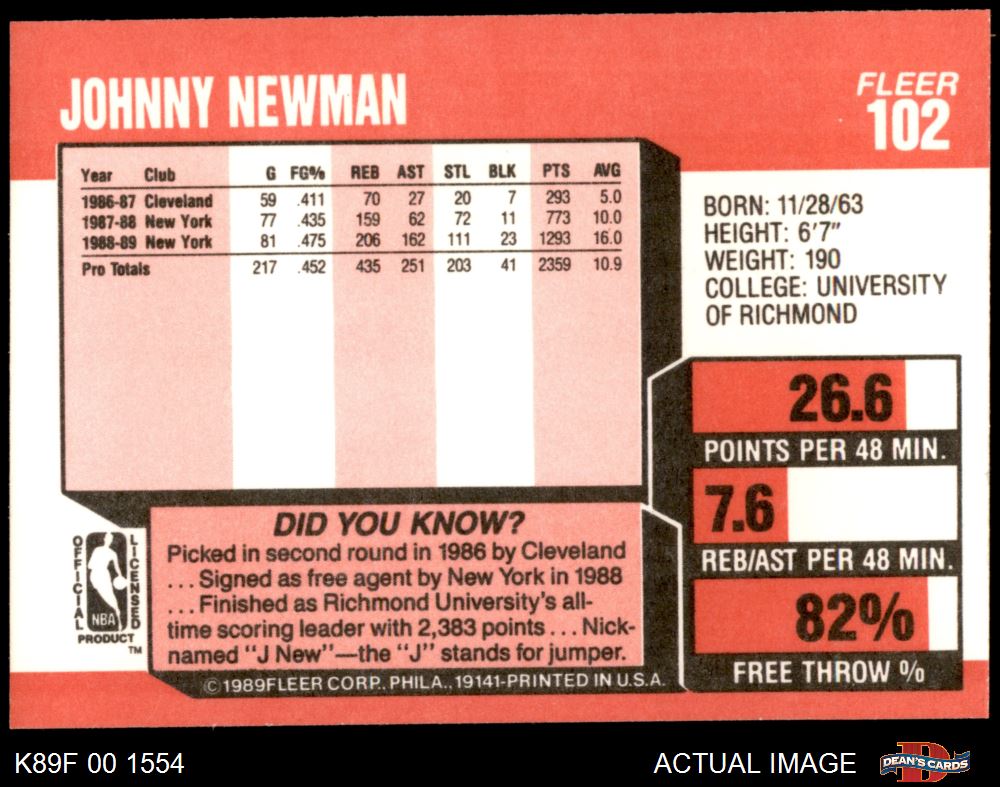 JOHNNY NEWMAN
FLEER
102
Year Club G FG% REB AST STL BLK PTS AVG
1986-87 Cleveland 59 .411 70 27 20 7 293 5.0
1987-88 New York 77 .435 159 62 72 11 773 10.0
1988-89 New York 81 .475 206 162 111 23 1293 16.0
Pro Totals 217 .452 435 251 203 41 2359 10.9
BORN: 11/28/63
HEIGHT: 6'7"
WEIGHT: 190
COLLEGE: UNIVERSITY
OF RICHMOND
26.6
POINTS PER 48 MIN.
7.6
REB/AST PER 48 MIN.
82%
FREE THROW %
DID YOU KNOW?
Picked in second round in 1986 by Cleveland
... Signed as free agent by New York in 1988
... Finished as Richmond University's all-
time scoring leader with 2,383 points ... Nick-
named "J New"—the "J" stands for jumper.
OFFICIAL
LICENSED
NBA
PRODUCT
TM
©1989FLEER CORP., PHILA., 19141-PRINTED IN U.S.A.
K89F 00 1554
ACTUAL IMAGE
D
DEAN'S CARDS